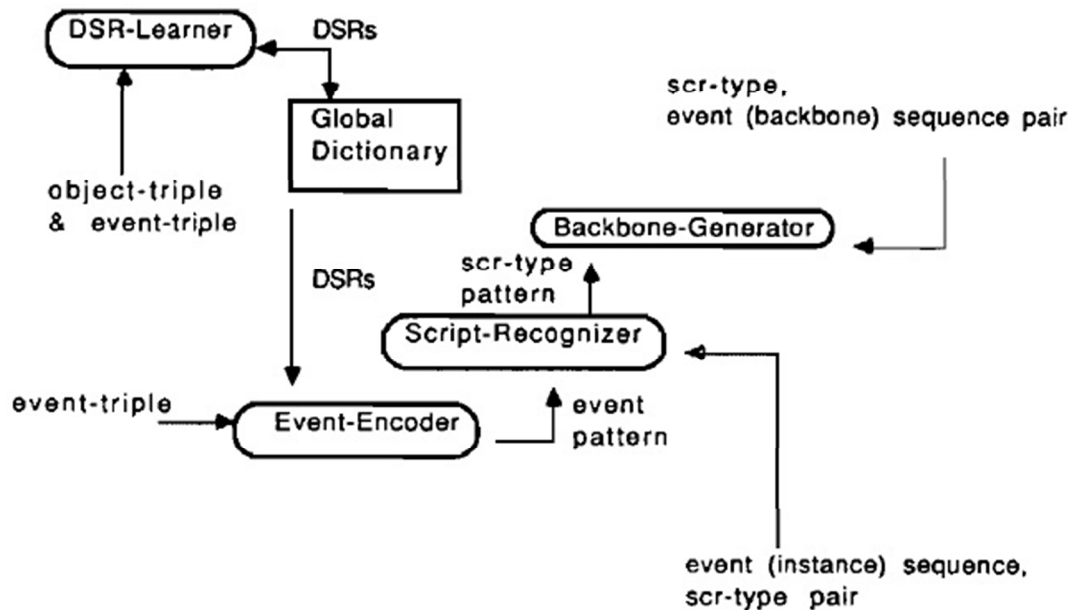 DSR-Learner
DSRs
Global
Dictionary
object-triple
& event-triple
scr-type,
event (backbone) sequence pair
Backbone-Generator
DSRs
scr-type
pattern
Script-Recognizer
event-triple
Event-Encoder
event
pattern
event (instance) sequence,
scr-type pair